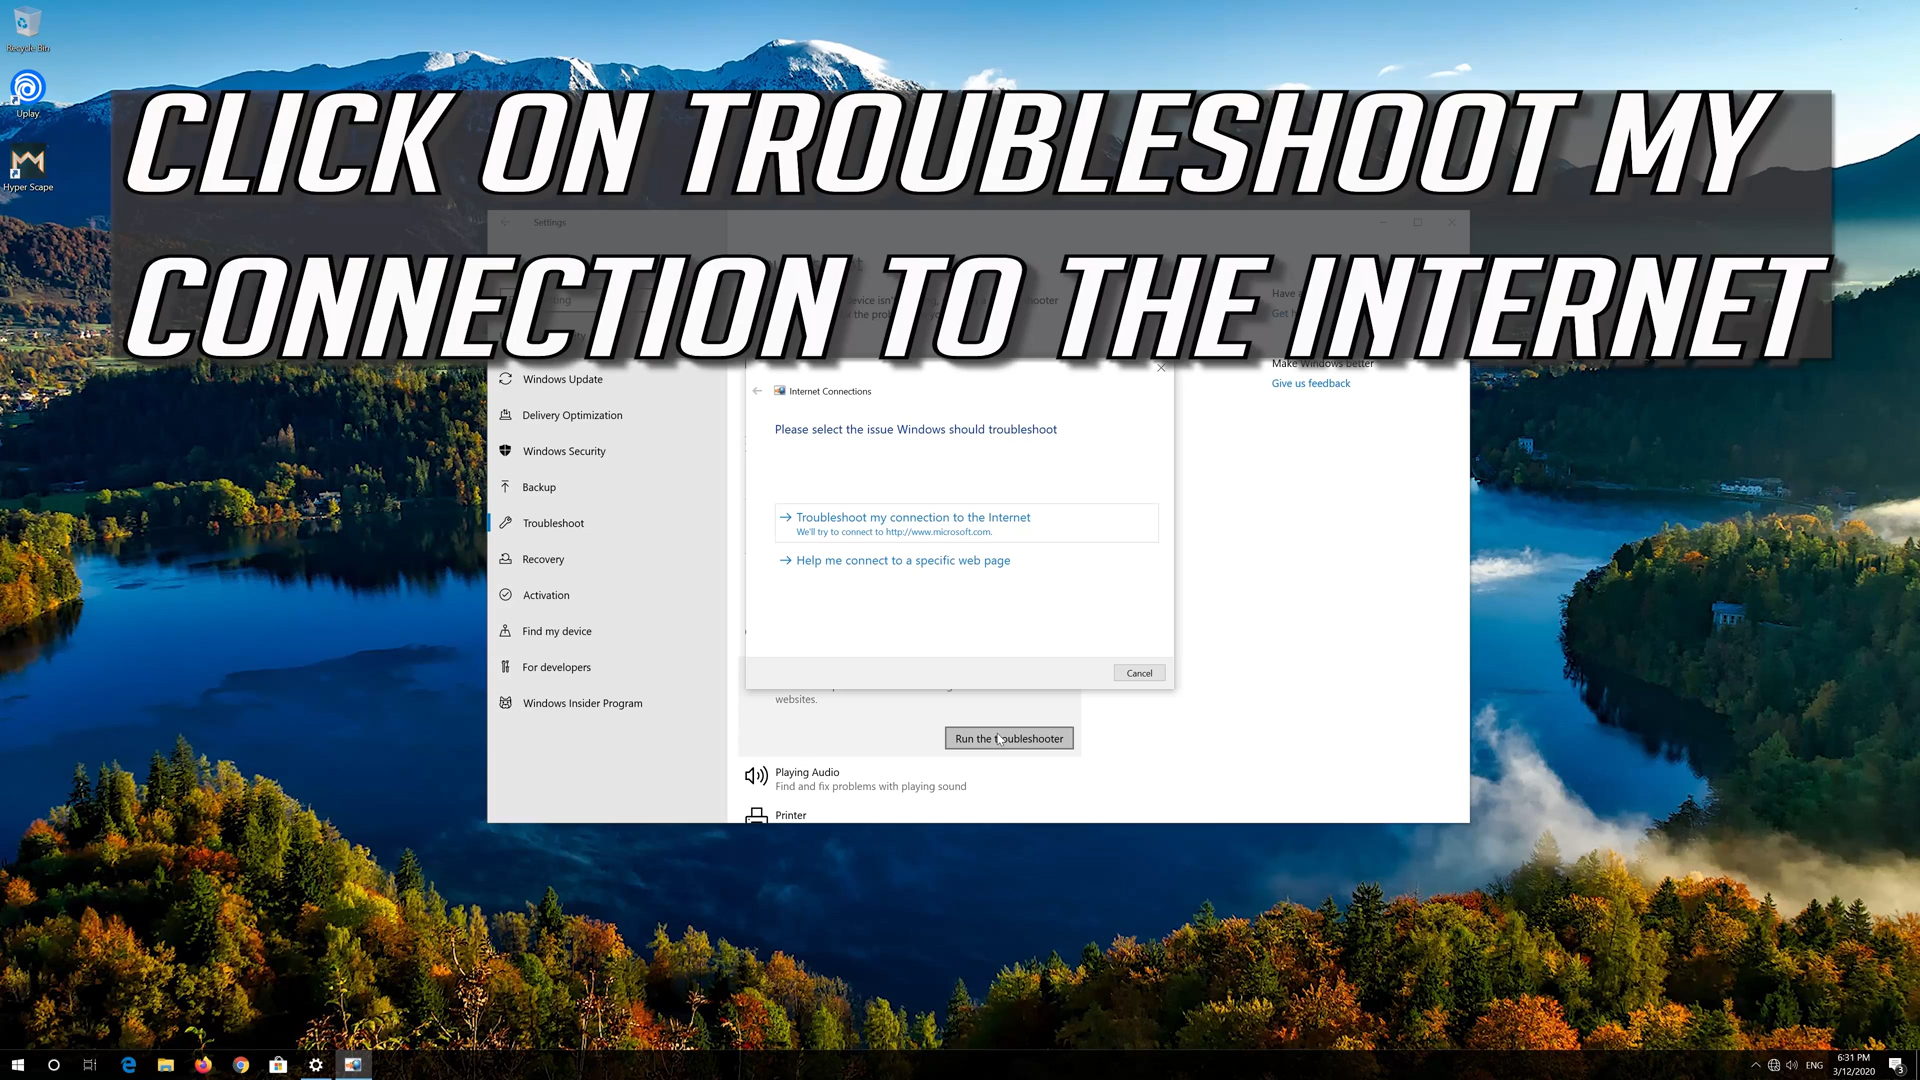 Recycle Bin
Uplay
Hyper Scape
CLICK ON TROUBLESHOOT MY
CONNECTION TO THE INTERNET
Settings
Have a
Make Windows better
Give us feedback
Windows Update
Delivery Optimization
Windows Security
Backup
Troubleshoot
Recovery
Activation
Find my device
For developers
Windows Insider Program
Internet Connections
Please select the issue Windows should troubleshoot
Troubleshoot my connection to the Internet
We'll try to connect to http://www.microsoft.com.
Help me connect to a specific web page
Cancel
websites.
Run the troubleshooter
Playing Audio
Find and fix problems with playing sound
Printer
ENG
6:31 PM
3/12/2020
3